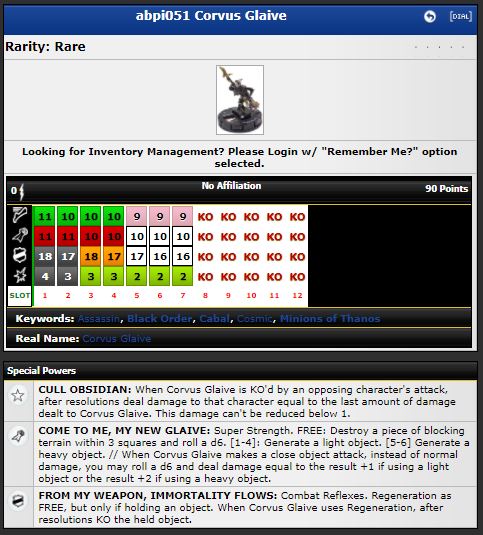 abpi051 Corvus Glaive
[DIAL]
Rarity: Rare
Looking for Inventory Management? Please Login w/ "Remember Me?" option
selected.
0 No Affiliation 90 Points
11 10 10 10 9 9 9 KO KO KO KO KO
11 11 10 10 10 10 10 KO KO KO KO KO
18 17 18 17 17 16 16 KO KO KO KO KO
4 3 3 3 2 2 2 KO KO KO KO KO
SLOT 1 2 3 4 5 6 7 8 9 10 11 12
Keywords: Assassin, Black Order, Cabal, Cosmic, Minions of Thanos
Real Name: Corvus Glaive
Special Powers
CULL OBSIDIAN: When Corvus Glaive is KO'd by an opposing character's attack,
after resolutions deal damage to that character equal to the last amount of damage
dealt to Corvus Glaive. This damage can't be reduced below 1.
COME TO ME, MY NEW GLAIVE: Super Strength. FREE: Destroy a piece of blocking
terrain within 3 squares and roll a d6. [1-4]: Generate a light object. [5-6] Generate a
heavy object. // When Corvus Glaive makes a close object attack, instead of normal
damage, you may roll a d6 and deal damage equal to the result +1 if using a light
object or the result +2 if using a heavy object.
FROM MY WEAPON, IMMORTALITY FLOWS: Combat Reflexes. Regeneration as
FREE, but only if holding an object. When Corvus Glaive uses Regeneration, after
resolutions KO the held object.